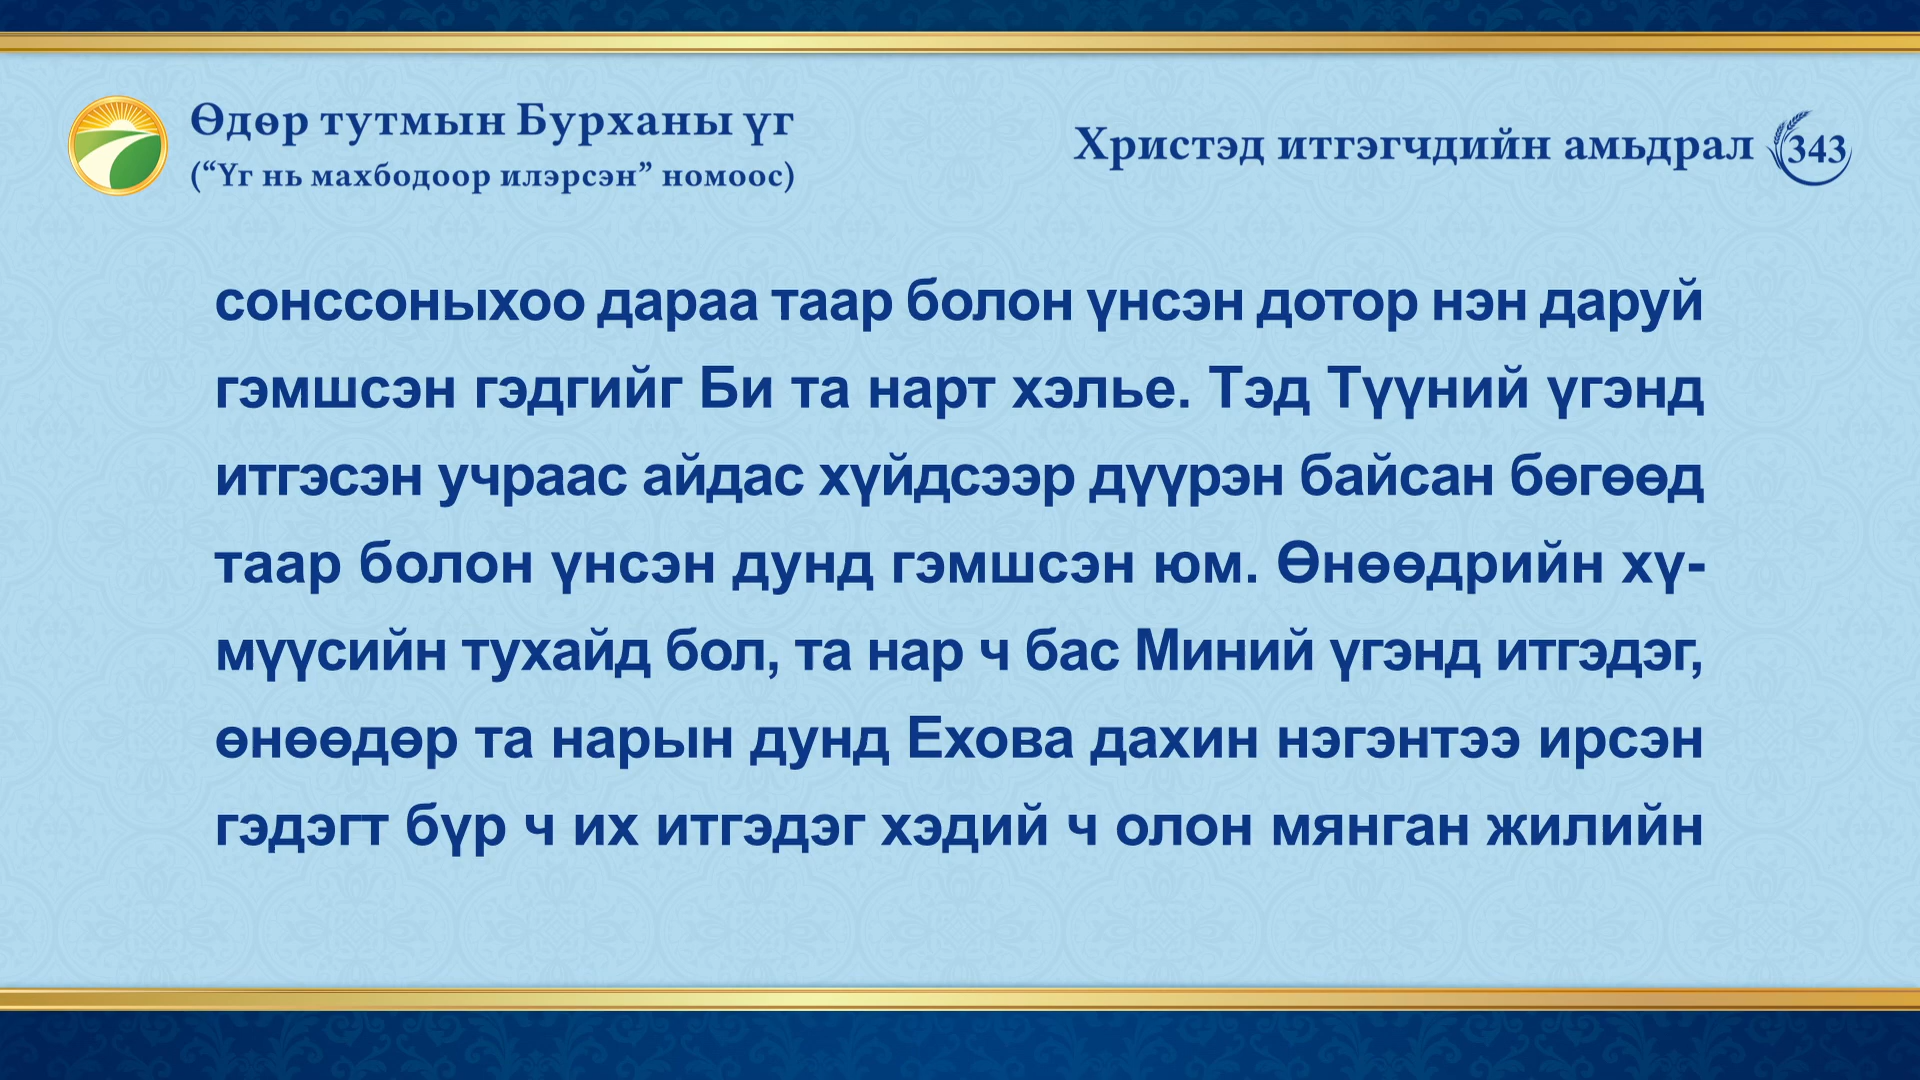 Өдөр тутмын Бурханы үг
(“Үг нь махбодоор илэрсэн” номоос)
Христэд итгэгчдийн амьдрал 343
сонссоныхоо дараа таар болон үнсэн дотор нэн даруй
гэмшсэн гэдгийг Би та нарт хэлье. Тэд Түүний үгэнд
итгэсэн учраас айдас хүйдсээр дүүрэн байсан бөгөөд
таар болон үнсэн дунд гэмшсэн юм. Өнөөдрийн хү-
мүүсийн тухайд бол, та нар ч бас Миний үгэнд итгэдэг,
өнөөдөр та нарын дунд Ехова дахин нэгэнтээ ирсэн
гэдэгт бүр ч их итгэдэг хэдий ч олон мянган жилийн